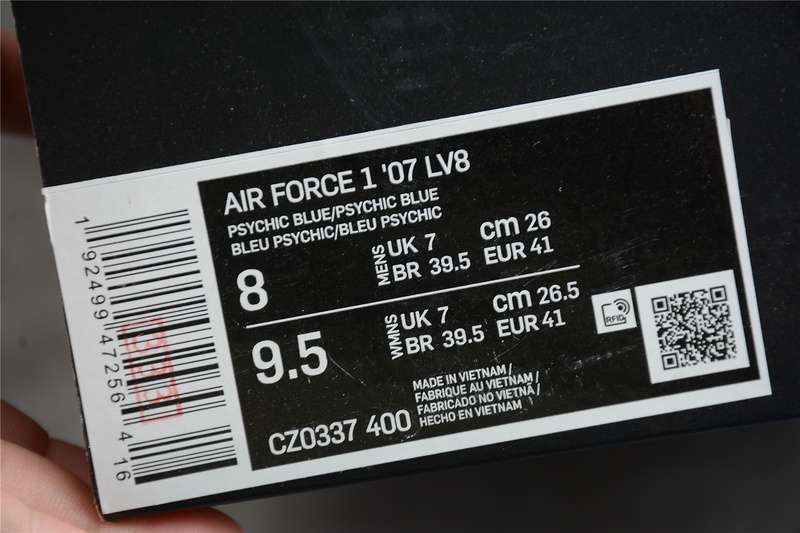 AIR FORCE 1 '07 LV8
PSYCHIC BLUE/PSYCHIC BLUE
BLEU PSYCHIC/BLEU PSYCHIC
8 MENS UK 7 cm 26
BR 39.5 EUR 41
9.5 WMNS UK 7 cm 26.5
BR 39.5 EUR 41
RFID
MADE IN VIETNAM /
FABRIQUE AU VIETNAM /
FABRICADO NO VIETNÃ /
HECHO EN VIETNAM
CZ0337 400
1 92499 47256 4 16